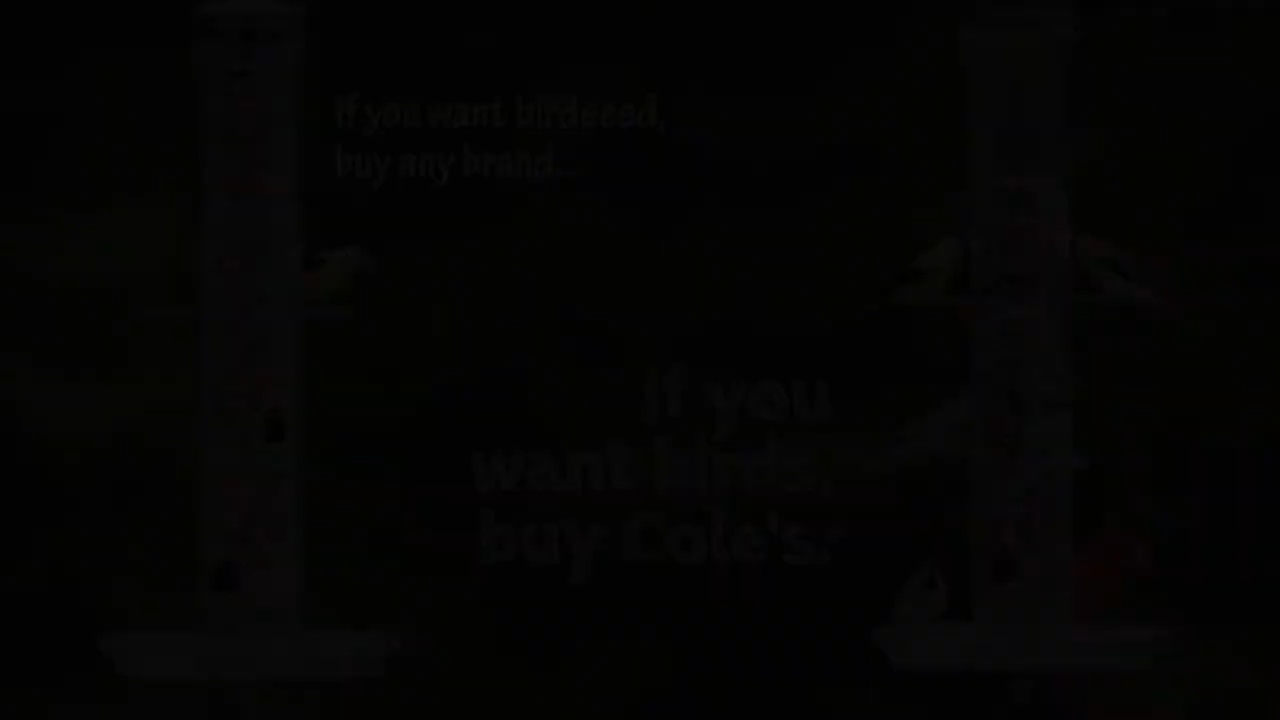 If you want birdseed,
buy any brand...
If you
want birds,
buy Cole's.